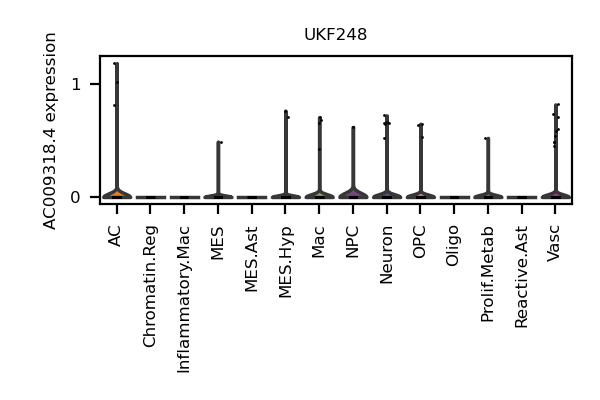 UKF248
AC009318.4 expression
1
0
AC
Chromatin.Reg
Inflammatory.Mac
MES
MES.Ast
MES.Hyp
Mac
NPC
Neuron
OPC
Oligo
Prolif.Metab
Reactive.Ast
Vasc